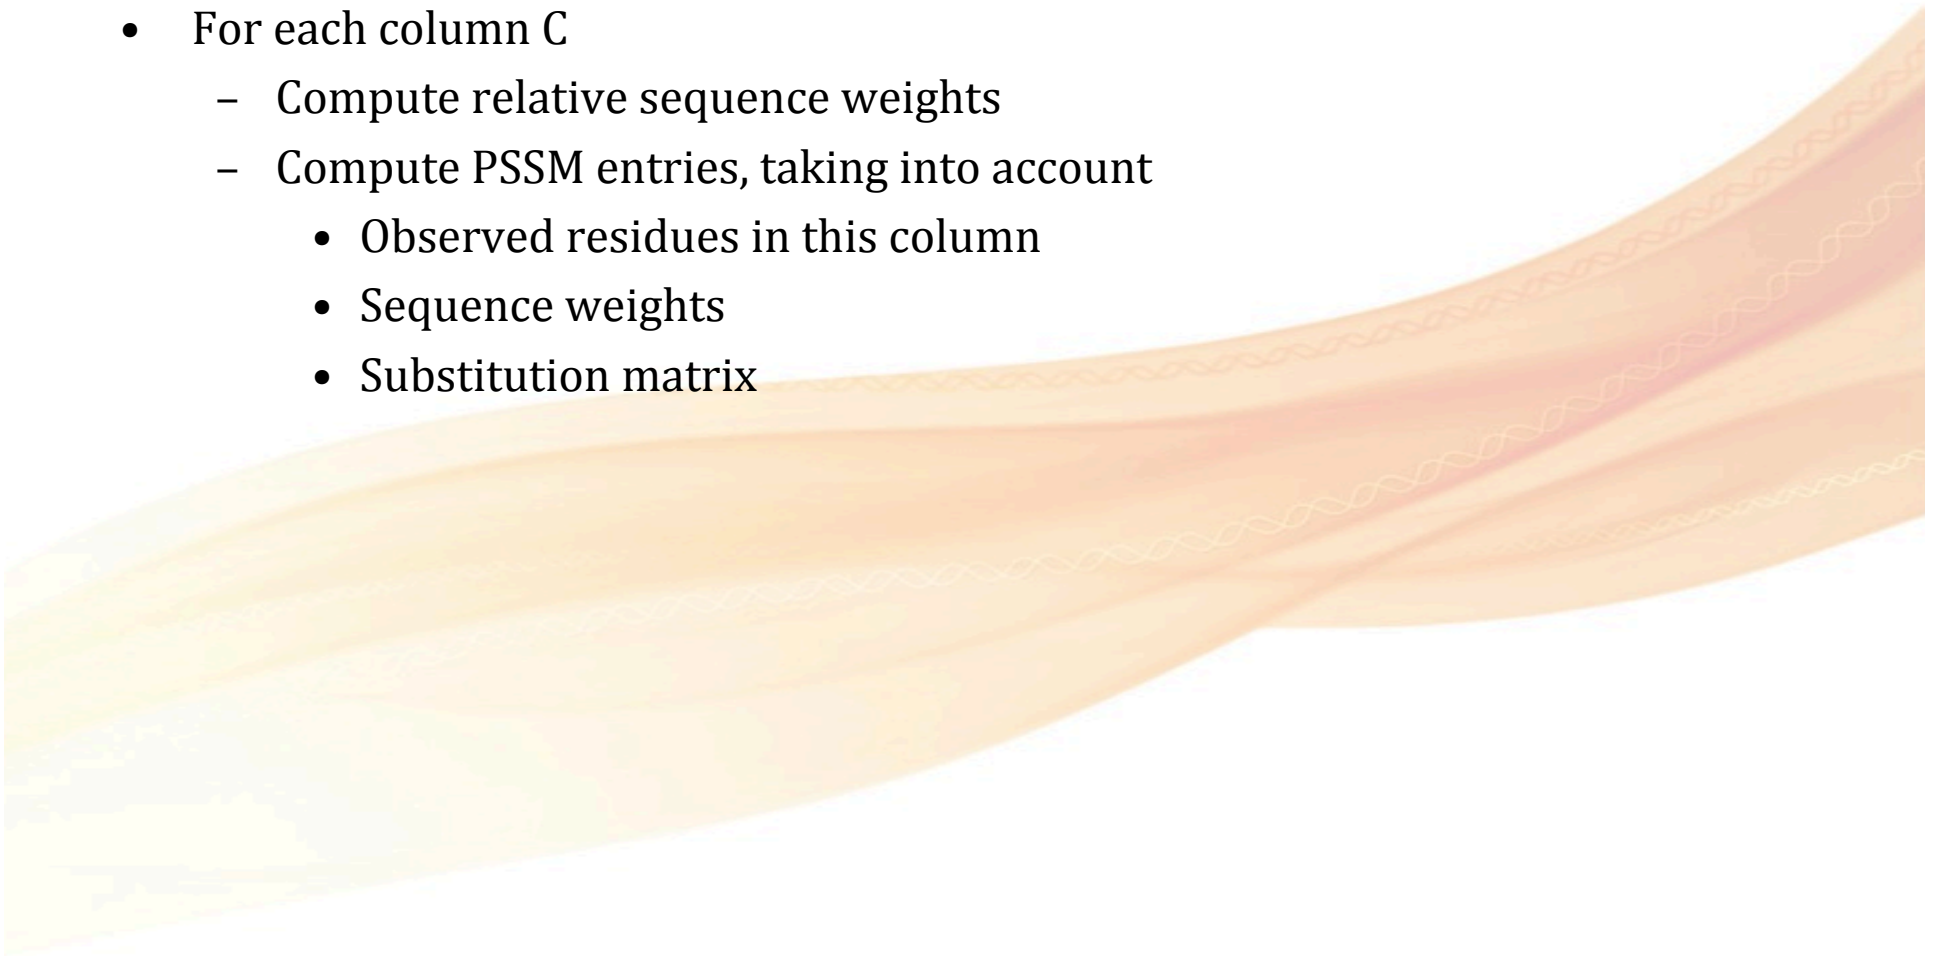 • For each column C
– Compute relative sequence weights
– Compute PSSM entries, taking into account
• Observed residues in this column
• Sequence weights
• Substitution matrix